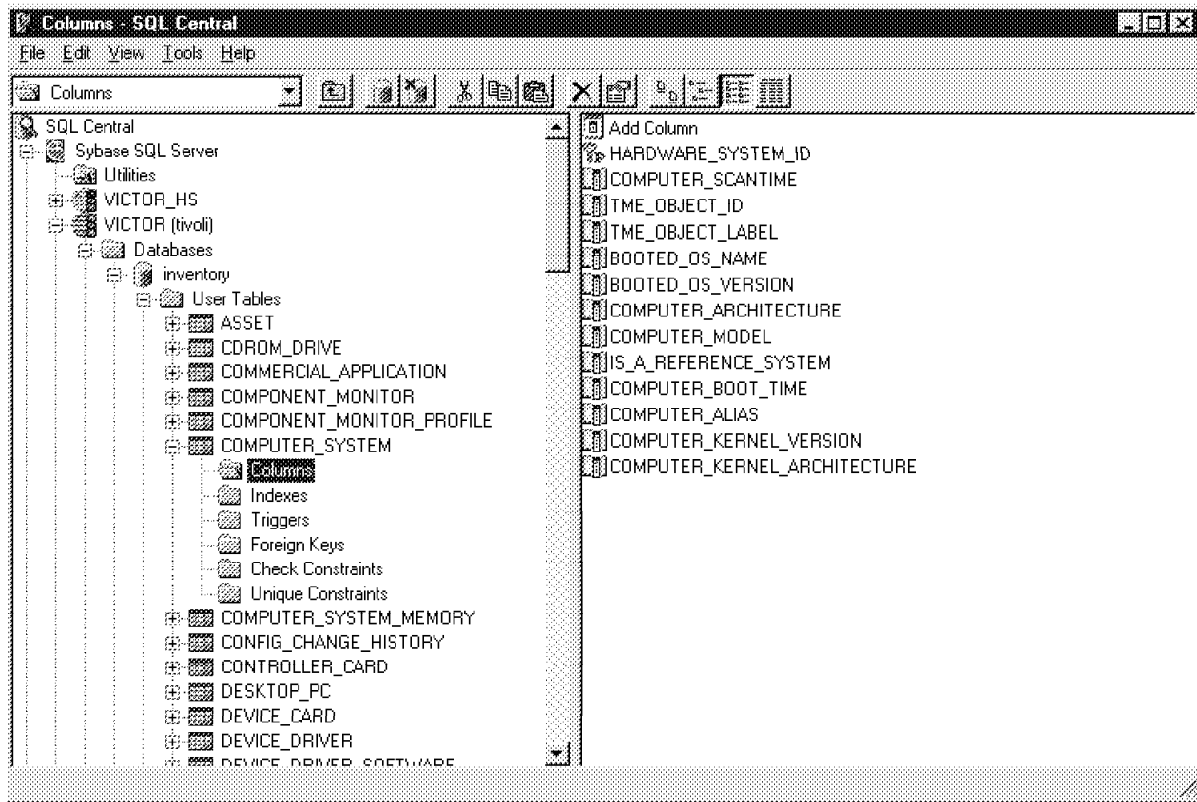 Columns - SQL Central
File Edit View Tools Help
Columns
SQL Central
Sybase SQL Server
Utilities
VICTOR_HS
VICTOR (tivoli)
Databases
inventory
User Tables
ASSET
CDROM_DRIVE
COMMERCIAL_APPLICATION
COMPONENT_MONITOR
COMPONENT_MONITOR_PROFILE
COMPUTER_SYSTEM
Columns
Indexes
Triggers
Foreign Keys
Check Constraints
Unique Constraints
COMPUTER_SYSTEM_MEMORY
CONFIG_CHANGE_HISTORY
CONTROLLER_CARD
DESKTOP_PC
DEVICE_CARD
DEVICE_DRIVER
DEVICE_DRIVER_SOFTWARE
Add Column
HARDWARE_SYSTEM_ID
COMPUTER_SCANTIME
TME_OBJECT_ID
TME_OBJECT_LABEL
BOOTED_OS_NAME
BOOTED_OS_VERSION
COMPUTER_ARCHITECTURE
COMPUTER_MODEL
IS_A_REFERENCE_SYSTEM
COMPUTER_BOOT_TIME
COMPUTER_ALIAS
COMPUTER_KERNEL_VERSION
COMPUTER_KERNEL_ARCHITECTURE